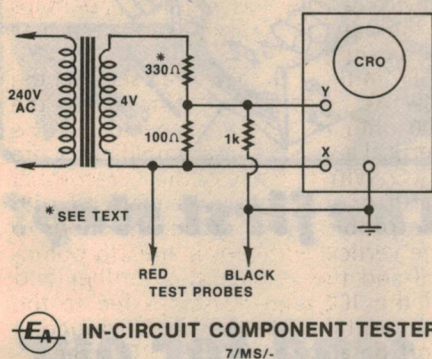 240V
AC
4V
*
330Ω
100Ω
1k
Y
X
CRO
*SEE TEXT
RED
BLACK
TEST PROBES
EA
IN-CIRCUIT COMPONENT TESTER
7/MS/-